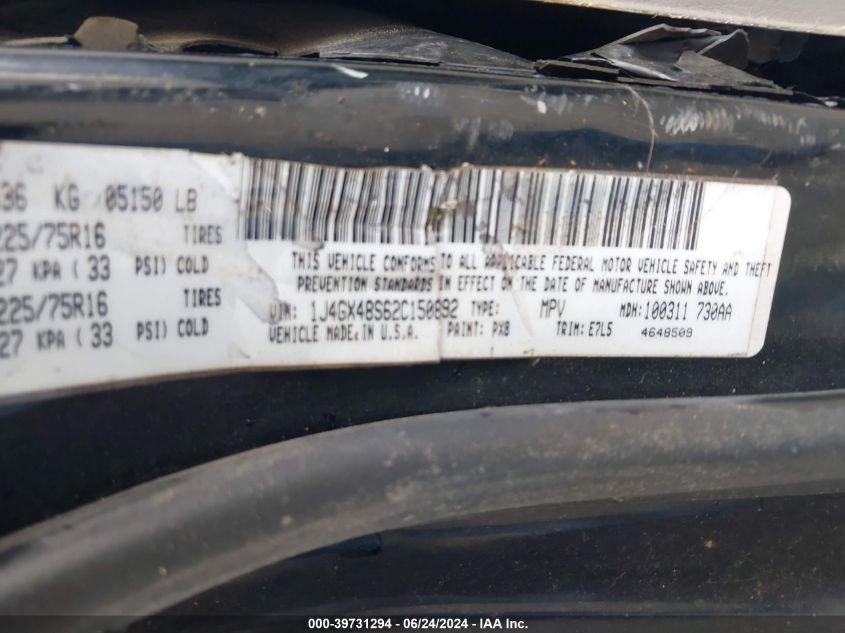 36 KG 05150 LB
225/75R16 TIRES
27 KPA ( 33 PSI) COLD
225/75R16 TIRES
27 KPA ( 33 PSI) COLD
THIS VEHICLE CONFORMS TO ALL APPLICABLE FEDERAL MOTOR VEHICLE SAFETY AND THEFT
PREVENTION STANDARDS IN EFFECT ON THE DATE OF MANUFACTURE SHOWN ABOVE.
VIN: 1J4GX48S62C150892 TYPE: MPV MDH:100311 730AA
VEHICLE MADE IN U.S.A. PAINT: PX8 TRIM: E7L5 4648509
000-39731294 - 06/24/2024 - IAA Inc.